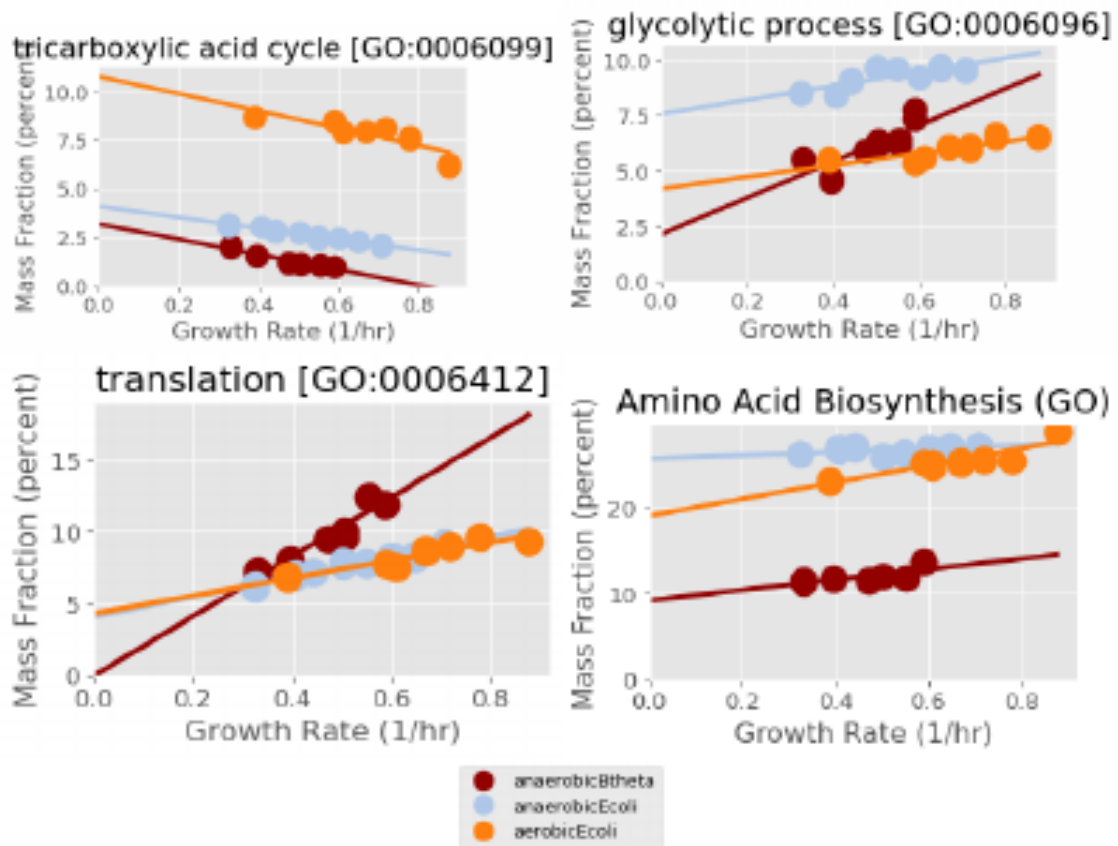 tricarboxylic acid cycle [GO:0006099]
Mass Fraction (percent)
10.0
7.5
5.0
2.5
0.0
0.0 0.2 0.4 0.6 0.8
Growth Rate (1/hr)
glycolytic process [GO:0006096]
Mass Fraction (percent)
10.0
7.5
5.0
2.5
0.0
0.0 0.2 0.4 0.6 0.8
Growth Rate (1/hr)
translation [GO:0006412]
Mass Fraction (percent)
15
10
5
0
0.0 0.2 0.4 0.6 0.8
Growth Rate (1/hr)
Amino Acid Biosynthesis (GO)
Mass Fraction (percent)
20
10
0
0.0 0.2 0.4 0.6 0.8
Growth Rate (1/hr)
anaerobicBtheta
anaerobicEcoli
aerobicEcoli